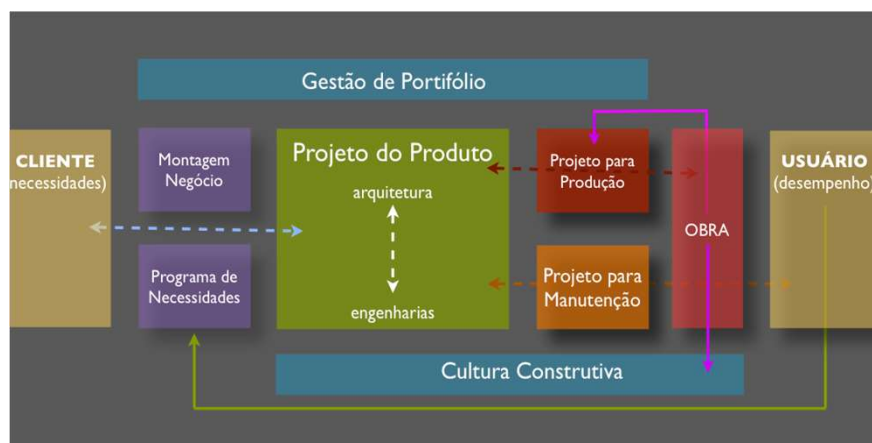 Gestão de Portifólio
CLIENTE
necessidades)
Montagem
Negócio
Programa de
Necessidades
Projeto do Produto
arquitetura
engenharias
Projeto para
Produção
Projeto para
Manutenção
OBRA
USUÁRIO
(desempenho)
Cultura Construtiva